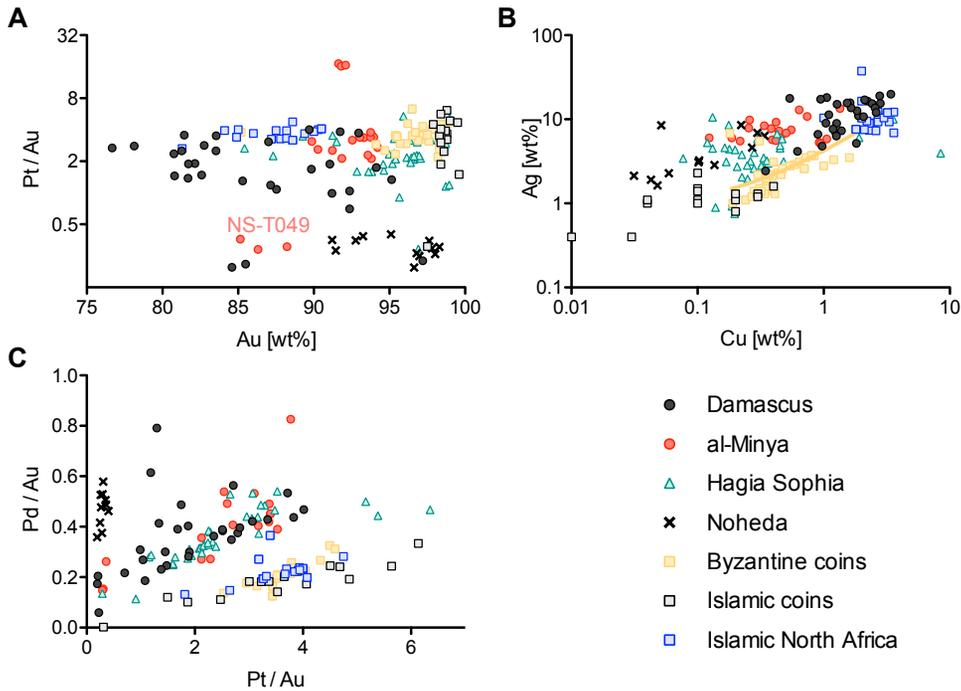 A
B
32
8
2
0.5
Pt / Au
NS-T049
75
80
85
90
95
100
Au [wt%]
100
10
1
0.1
Ag [wt%]
0.01
0.1
1
10
Cu [wt%]
C
1.0
0.8
0.6
0.4
0.2
0.0
Pd / Au
0
2
4
6
Pt / Au
Damascus
al-Minya
Hagia Sophia
Noheda
Byzantine coins
Islamic coins
Islamic North Africa